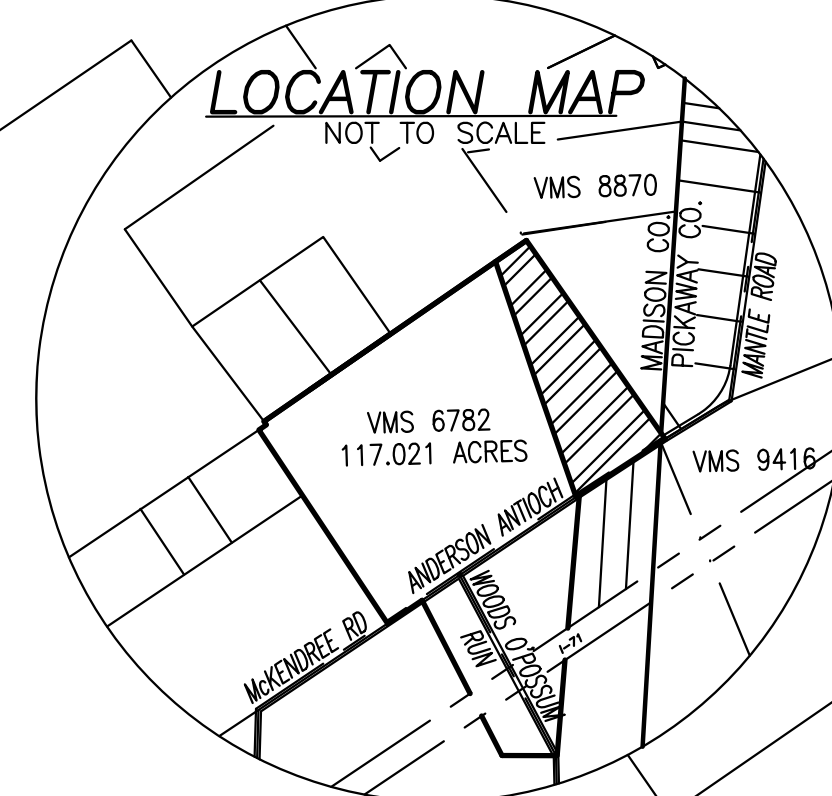 LOCATION MAP
NOT TO SCALE
VMS 8870
MADISON CO.
PICKAWAY CO.
MANTLE ROAD
VMS 6782
117.021 ACRES
VMS 9416
ANDERSON ANTIOCH
McKENDREE RD
WOODS O'POSSUM
RUN
I-71